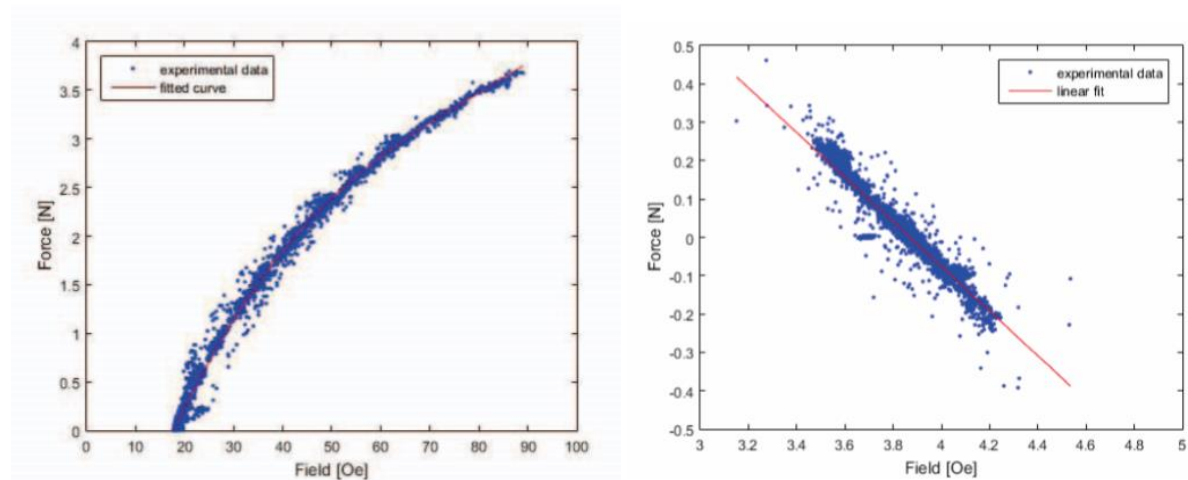 4
3.5
3
2.5
2
1.5
1
0.5
0
Force [N]
experimental data
fitted curve
0 10 20 30 40 50 60 70 80 90 100
Field [Oe]
0.5
0.4
0.3
0.2
0.1
0
-0.1
-0.2
-0.3
-0.4
-0.5
Force [N]
experimental data
linear fit
3 3.2 3.4 3.6 3.8 4 4.2 4.4 4.6 4.8 5
Field [Oe]